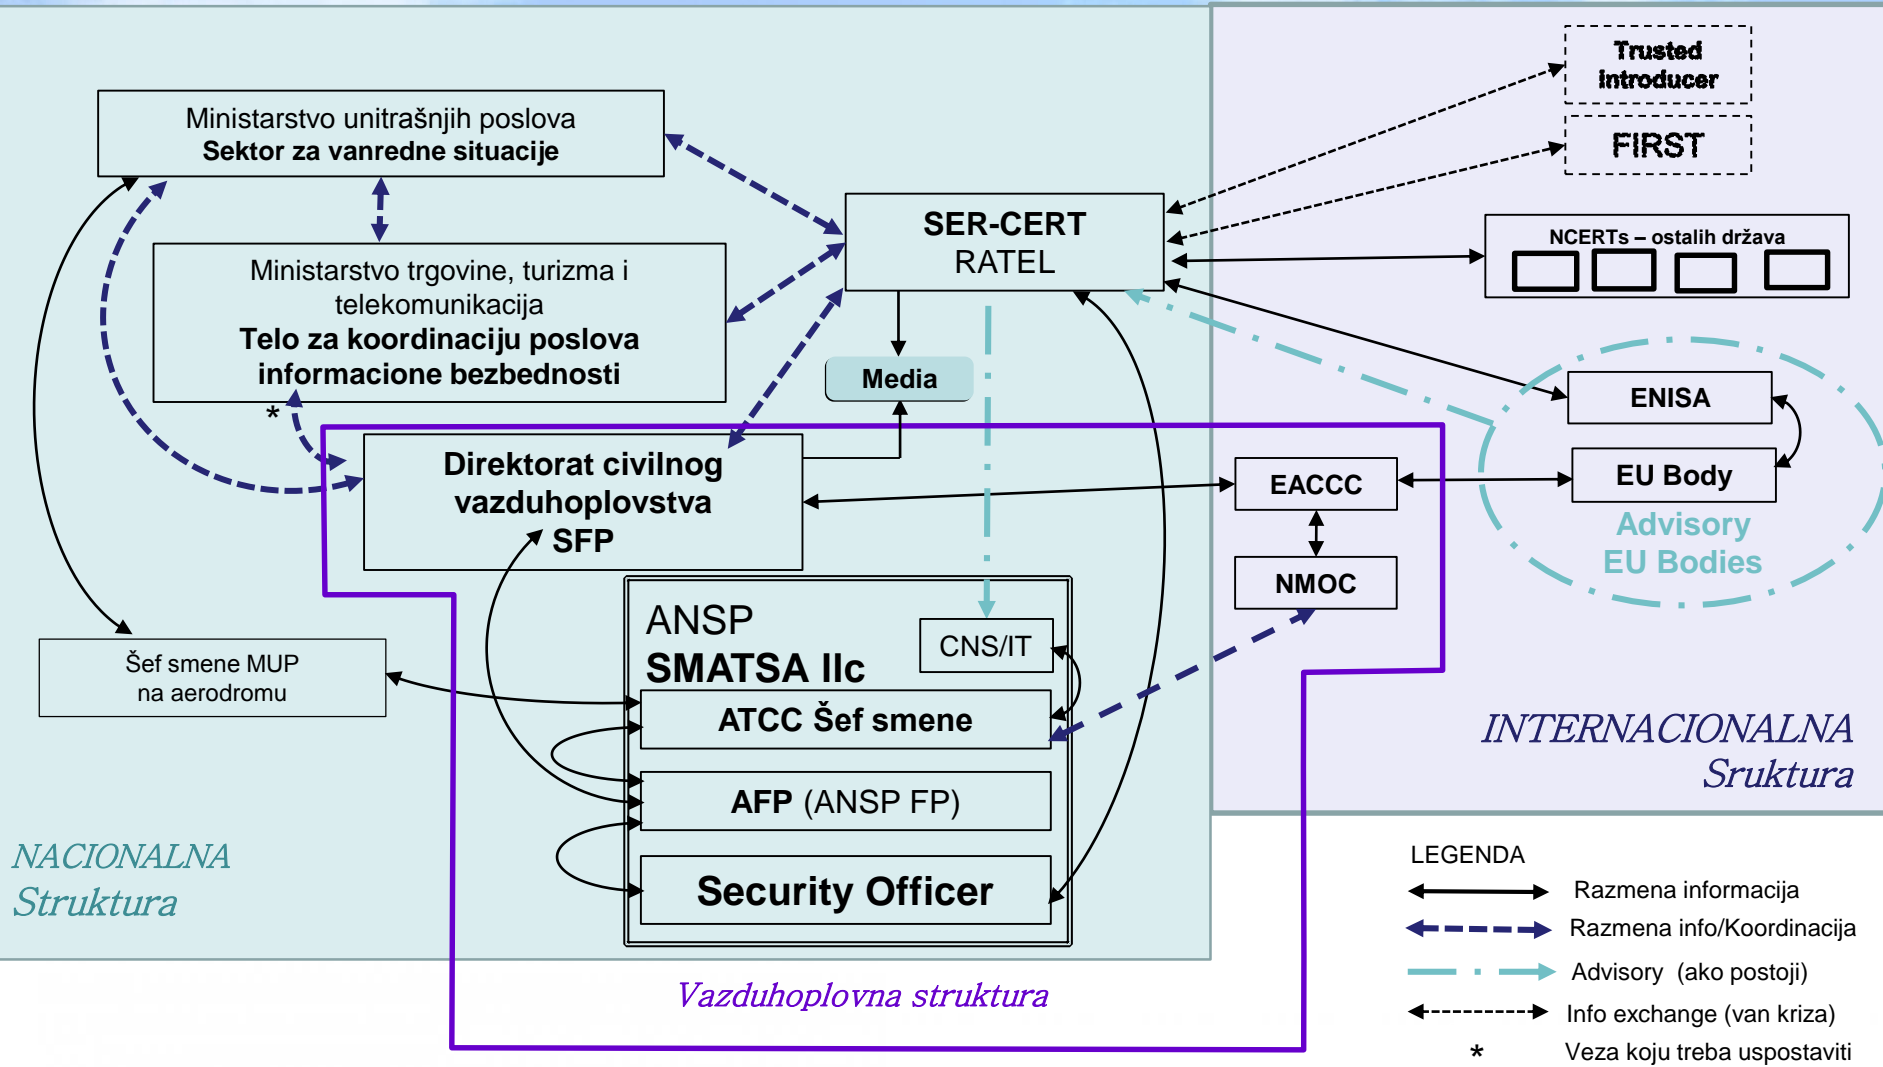 Ministarstvo unitrašnjih poslova
Sektor za vanredne situacije
Ministarstvo trgovine, turizma i
telekomunikacija
Telo za koordinaciju poslova
informacione bezbednosti
*
SER-CERT
RATEL
Media
Direktorat civilnog
vazduhoplovstva
SFP
ANSP
SMATSA llc
CNS/IT
ATCC Šef smene
AFP (ANSP FP)
Security Officer
Šef smene MUP
na aerodromu
NACIONALNA
Struktura
Vazduhoplovna struktura
Trusted
introducer
FIRST
NCERTs – ostalih država
ENISA
EU Body
Advisory
EU Bodies
EACCC
NMOC
INTERNACIONALNA
Sruktura
LEGENDA
Razmena informacija
Razmena info/Koordinacija
Advisory (ako postoji)
Info exchange (van kriza)
* Veza koju treba uspostaviti